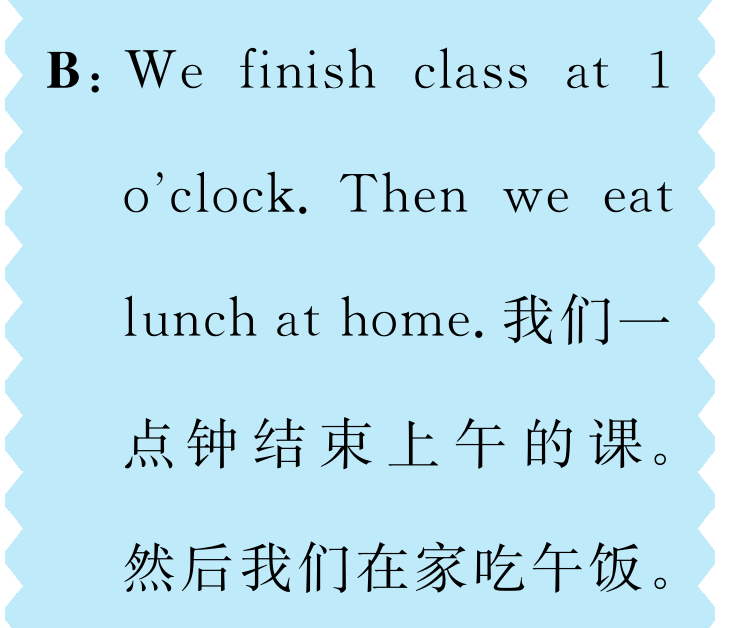 B: We finish class at 1
o'clock. Then we eat
lunch at home. 我们一
点钟结束上午的课。
然后我们在家吃午饭。